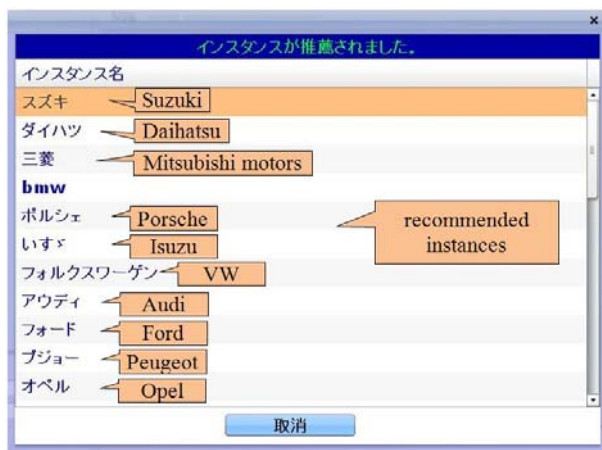 ×
インスタンスが推薦されました。
インスタンス名
スズキ Suzuki
ダイハツ Daihatsu
三菱 Mitsubishi motors
bmw
ポルシェ Porsche
いすゞ Isuzu
recommended
instances
フォルクスワーゲン VW
アウディ Audi
フォード Ford
プジョー Peugeot
オペル Opel
取消